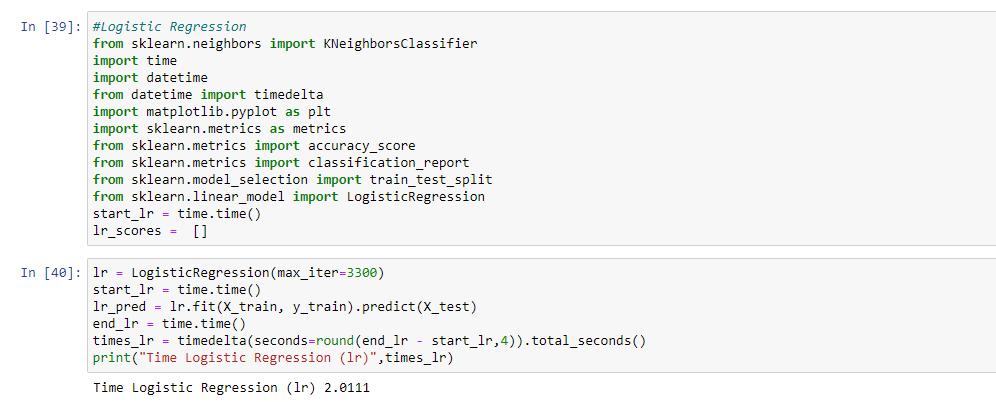 In [39]: #Logistic Regression
from sklearn.neighbors import KNeighborsClassifier
import time
import datetime
from datetime import timedelta
import matplotlib.pyplot as plt
import sklearn.metrics as metrics
from sklearn.metrics import accuracy_score
from sklearn.metrics import classification_report
from sklearn.model_selection import train_test_split
from sklearn.linear_model import LogisticRegression
start_lr = time.time()
lr_scores =  []
In [40]: lr = LogisticRegression(max_iter=3300)
start_lr = time.time()
lr_pred = lr.fit(X_train, y_train).predict(X_test)
end_lr = time.time()
times_lr = timedelta(seconds=round(end_lr - start_lr,4)).total_seconds()
print("Time Logistic Regression (lr)",times_lr)
Time Logistic Regression (lr) 2.0111